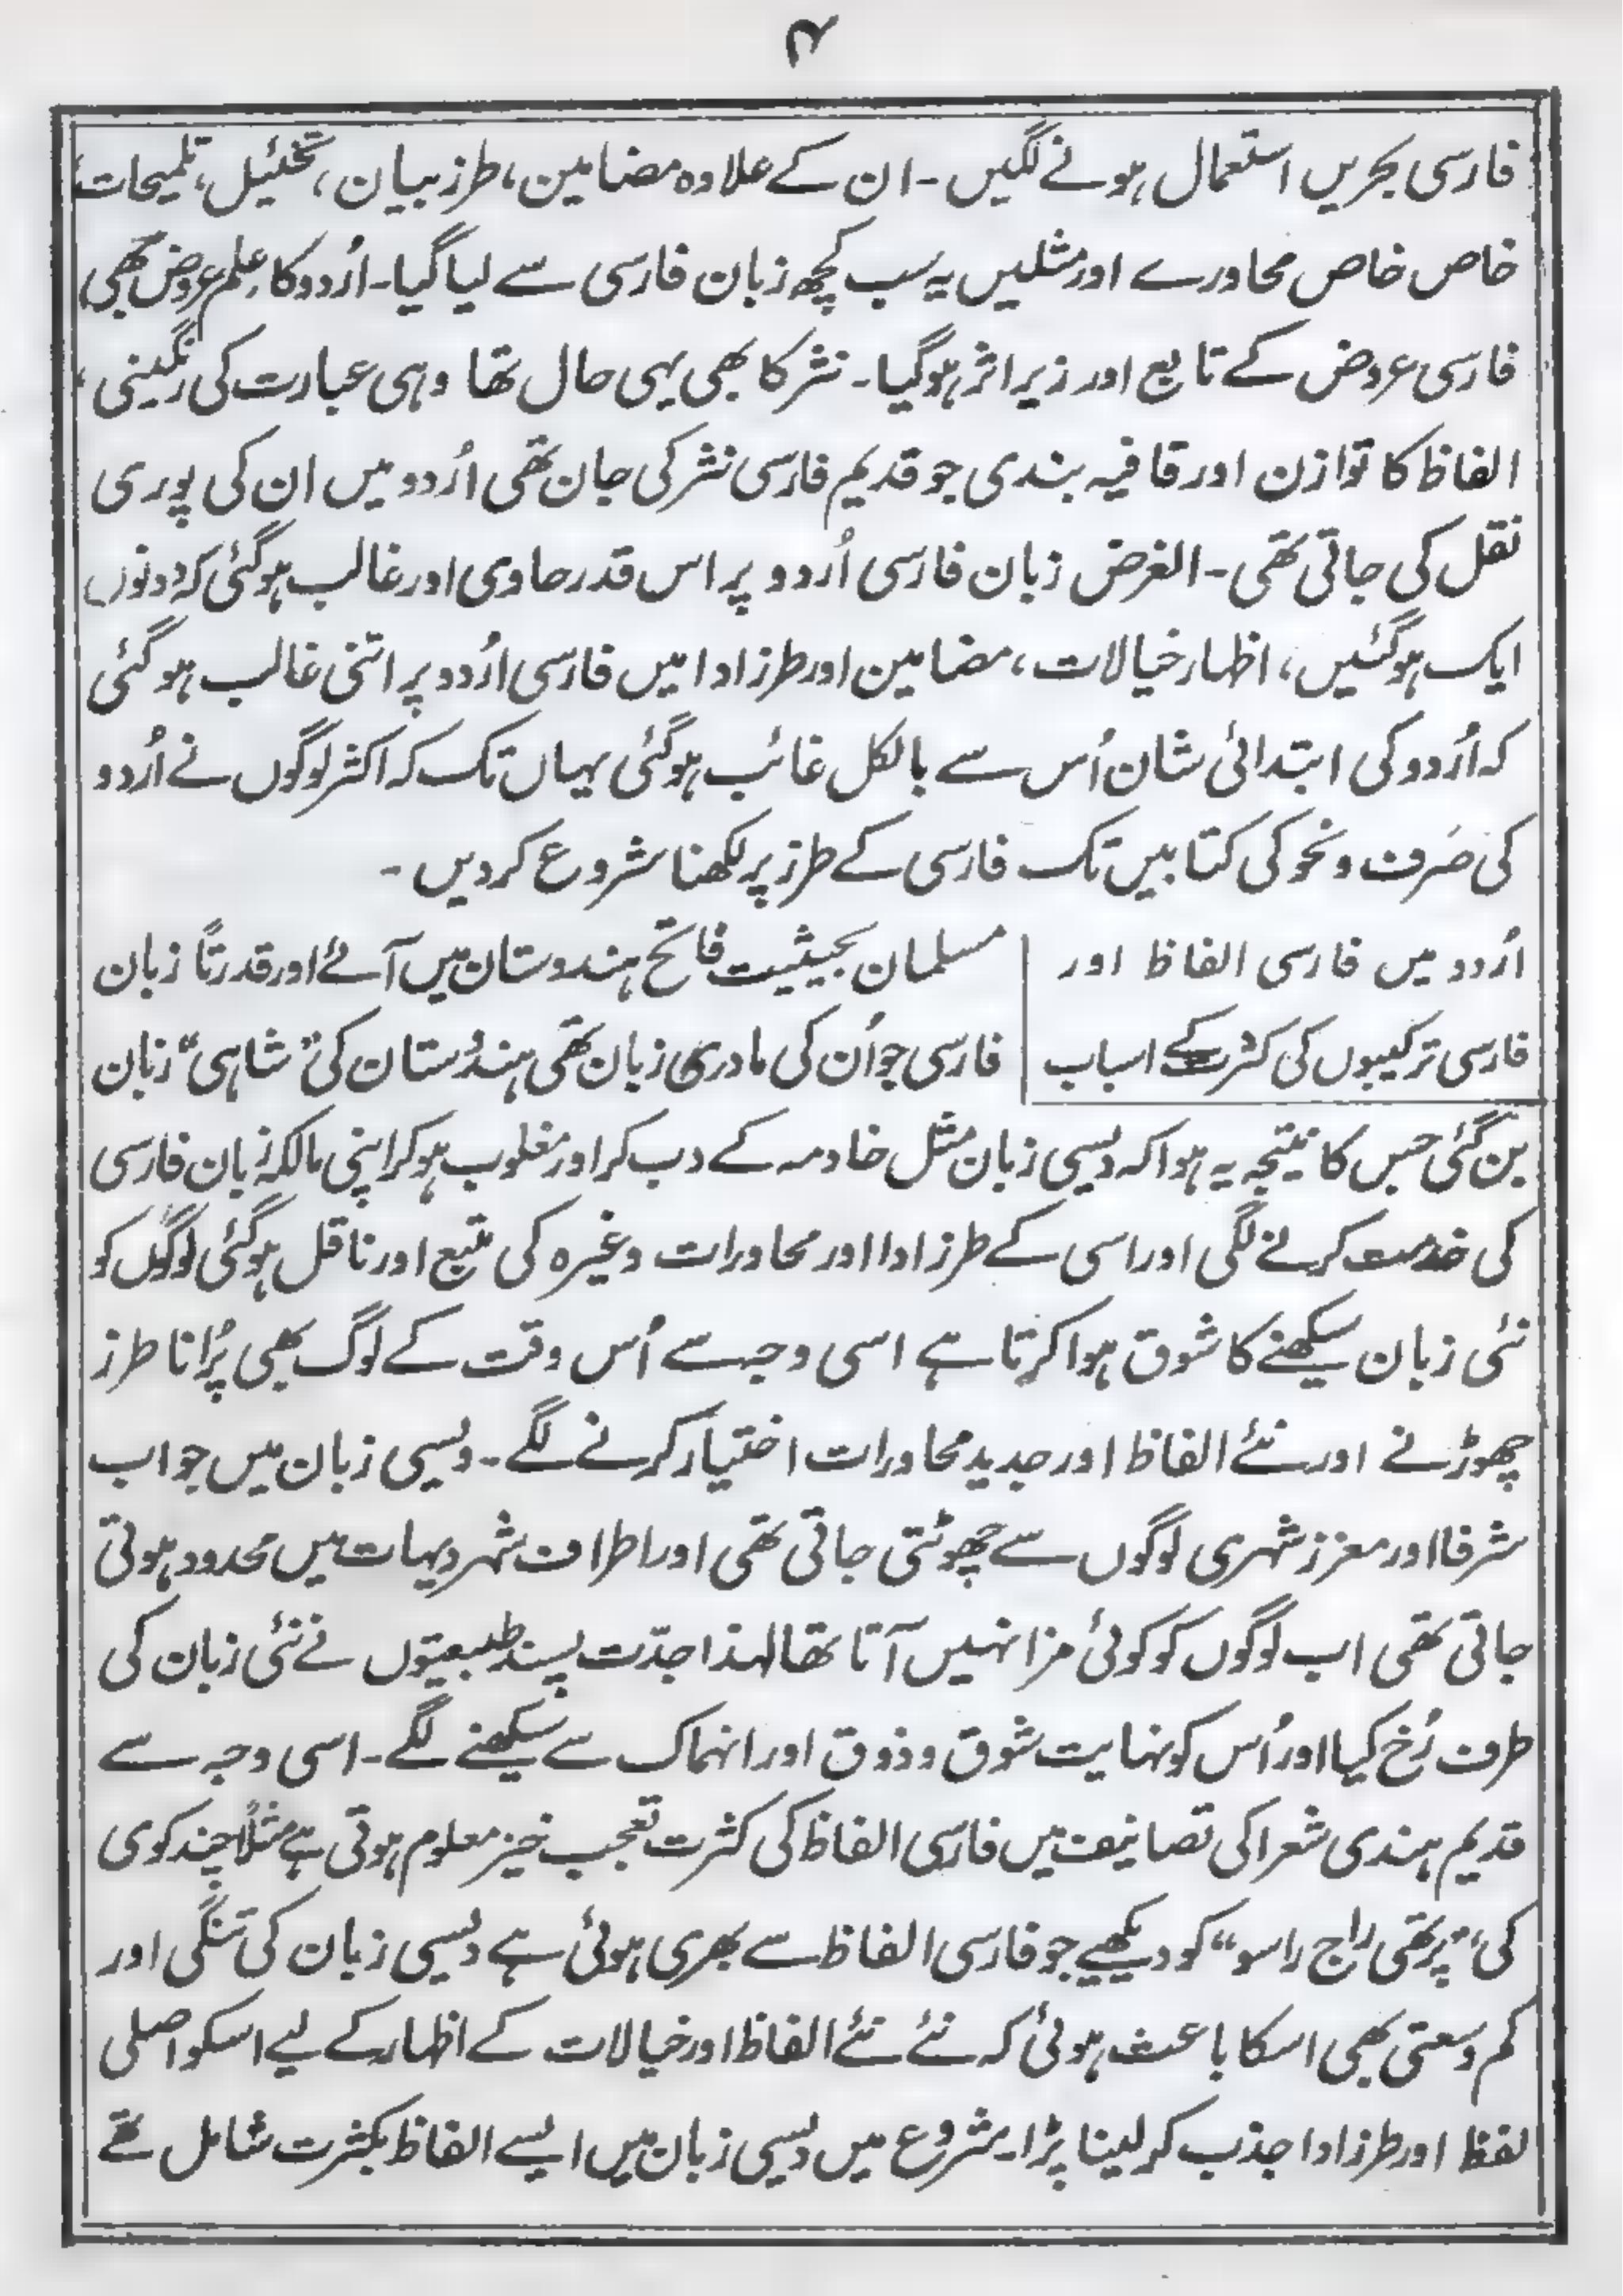 ۷
فارسی بحریں استعمال ہونے لگیں۔ ان کے علاوہ مضامین، طرز بیان، تخئیل، تلمیحات،
خاص خاص محاورے اور مثلیں یہ سب کچھ زبان فارسی سے لیا گیا۔ اُردو کا علم عروض بھی،
فارسی عروض کے تابع اور زیر اثر ہوگیا۔ نثر کا بھی یہی حال تھا وہی عبارت کی رنگینی،
الفاظ کا توازن اور قافیہ بندی جو قدیم فارسی نثر کی جان تھی اُردو میں ان کی پوری
نقل کی جاتی تھی۔ الغرض زبان فارسی اُردو پر اس قدر حاوی اور غالب ہوگئی کہ دونوں
ایک ہوگئیں، اظہار خیالات، مضامین اور طرز ادا میں فارسی اُردو پر اتنی غالب ہوگئی
کہ اُردو کی ابتدائی شان اُس سے بالکل غائب ہوگئی یہاں تک کہ اکثر لوگوں نے اُردو
کی صَرف و نحو کی کتابیں تک فارسی کے طرز پر لکھنا شروع کردیں۔
اُردو میں فارسی الفاظ اور
فارسی ترکیبوں کی کثرت کے اسباب
مسلمان بحیثیت فاتح ہندوستان میں آئے اور قدرتاً زبان
فارسی جو اُن کی مادری زبان تھی ہندُستان کی "شاہی" زبان
بن گئی جس کا نتیجہ یہ ہوا کہ دیسی زبان مثل خادمہ کے دب کر اور مغلوب ہوکر اپنی مالکہ زبان فارسی
کی خدمت کرنے لگی اور اسی کے طرز ادا اور محاورات وغیرہ کی متبع اور ناقل ہوگئی لوگوں کو
نئی زبان سیکھنے کا شوق ہوا کرتا ہے اسی وجہ سے اُس وقت کے لوگ بھی پُرانا طرز
چھوڑنے اور نئے الفاظ اور جدید محاورات اختیار کرنے لگے۔ دیسی زبان میں جو اب
شرفا اور معزز شہری لوگوں سے چھوٹتی جاتی تھی اور اطراف شہر دیہات میں محدود ہوتی
جاتی تھی اب لوگوں کو کوئی مزا نہیں آتا تھا لہذا جدّت پسند طبیعتوں نے نئی زبان کی
طرف رُخ کیا اور اُس کو نہایت شوق و ذوق اور انہماک سے سیکھنے لگے۔ اسی وجہ سے
قدیم ہندی شعرا کی تصانیف میں فارسی الفاظ کی کثرت تعجب خیز معلوم ہوتی ہے مثلاً چند کوی
کی "پرتھی راج راسو" کو دیکھیے جو فارسی الفاظ سے بھری ہوئی ہے دیسی زبان کی تنگی اور
کم وسعتی بھی اسکا باعث ہوئی کہ نئے نئے الفاظ اور خیالات کے اظہار کے لیے اسکو اصلی
لفظ اور طرز ادا جذب کرلینا پڑا۔ شروع میں دیسی زبان میں ایسے الفاظ بکثرت شامل تھے